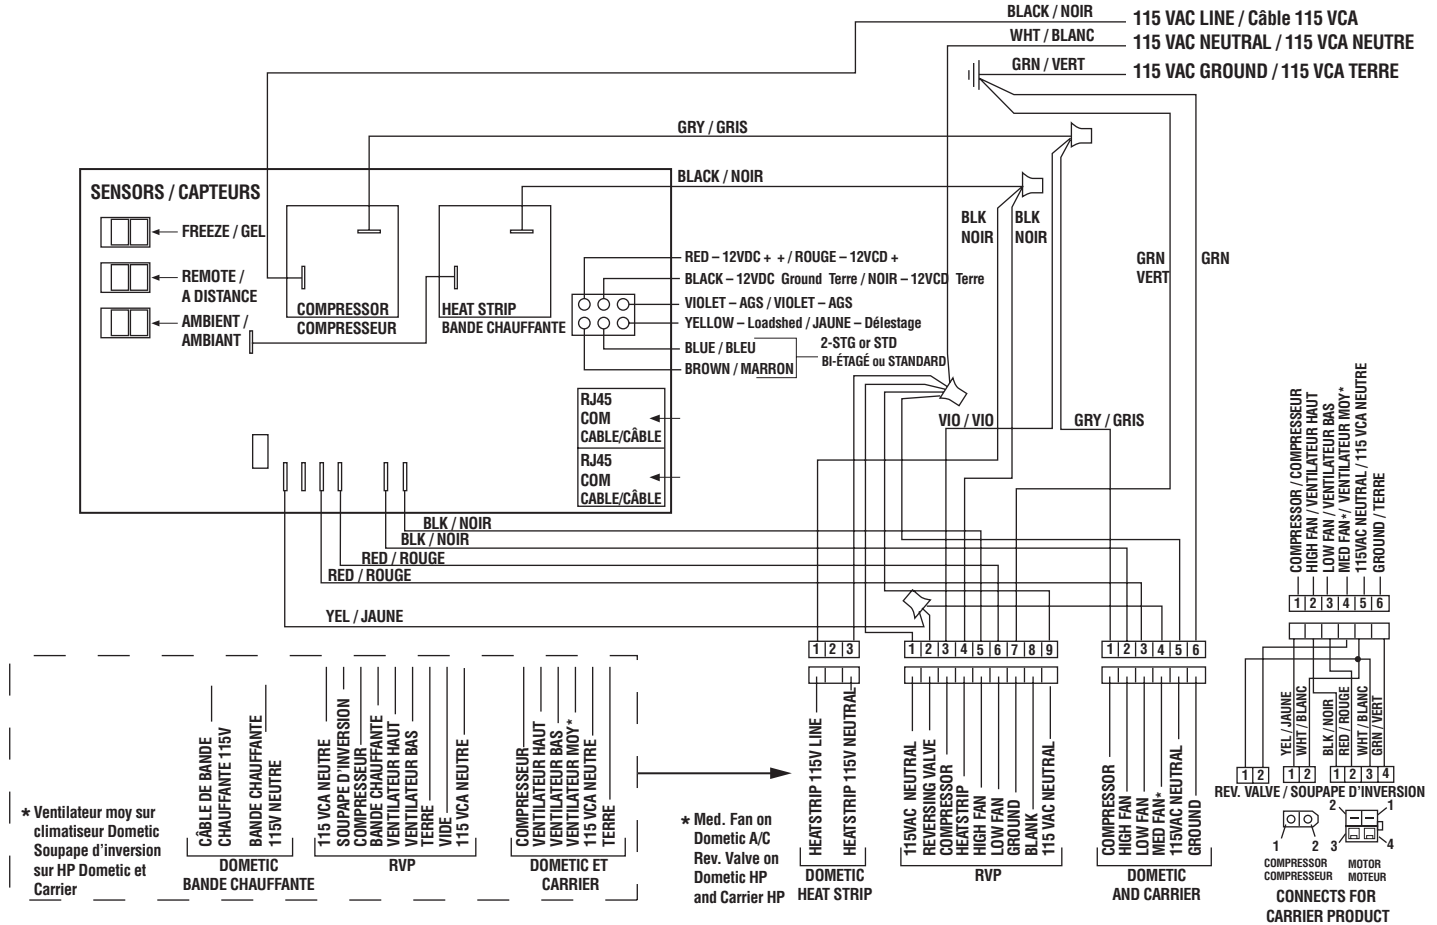 BLACK / NOIR
115 VAC LINE / Câble 115 VCA
WHT / BLANC
115 VAC NEUTRAL / 115 VCA NEUTRE
GRN / VERT
115 VAC GROUND / 115 VCA TERRE
GRY / GRIS
BLACK / NOIR
SENSORS / CAPTEURS
FREEZE / GEL
REMOTE /
A DISTANCE
AMBIENT /
AMBIANT
COMPRESSOR
COMPRESSEUR
HEAT STRIP
BANDE CHAUFFANTE
BLK
NOIR
BLK
NOIR
GRN
VERT
GRN
RED – 12VDC + + / ROUGE – 12VCD +
BLACK – 12VDC Ground Terre / NOIR – 12VCD Terre
VIOLET – AGS / VIOLET – AGS
YELLOW – Loadshed / JAUNE – Délestage
BLUE / BLEU
BROWN / MARRON
2-STG or STD
BI-ÉTAGÉ ou STANDARD
RJ45
COM
CABLE/CÂBLE
RJ45
COM
CABLE/CÂBLE
VIO / VIO
GRY / GRIS
BLK / NOIR
BLK / NOIR
RED / ROUGE
RED / ROUGE
YEL / JAUNE
1 2 3
1 2 3 4 5 6 7 8 9
1 2 3 4 5 6
COMPRESSOR / COMPRESSEUR
HIGH FAN / VENTILATEUR HAUT
LOW FAN / VENTILATEUR BAS
MED FAN* / VENTILATEUR MOY*
115VAC NEUTRAL / 115 VCA NEUTRE
GROUND / TERRE
1 2 3 4 5 6
YEL / JAUNE
WHT / BLANC
BLK / NOIR
RED / ROUGE
WHT / BLANC
GRN / VERT
1 2
1 2
1 2 3 4
REV. VALVE / SOUPAPE D'INVERSION
1 2
COMPRESSOR
COMPRESSEUR
2 1
3 4
MOTOR
MOTEUR
CONNECTS FOR
CARRIER PRODUCT
* Ventilateur moy sur
climatiseur Dometic
Soupape d'inversion
sur HP Dometic et
Carrier
CÂBLE DE BANDE
CHAUFFANTE 115V
BANDE CHAUFFANTE
115V NEUTRE
DOMETIC
BANDE CHAUFFANTE
115 VCA NEUTRE
SOUPAPE D'INVERSION
COMPRESSEUR
BANDE CHAUFFANTE
VENTILATEUR HAUT
VENTILATEUR BAS
TERRE
VIDE
115 VCA NEUTRE
RVP
COMPRESSEUR
VENTILATEUR HAUT
VENTILATEUR BAS
VENTILATEUR MOY*
115 VCA NEUTRE
TERRE
DOMETIC ET
CARRIER
* Med. Fan on
Dometic A/C
Rev. Valve on
Dometic HP
and Carrier HP
HEATSTRIP 115V LINE
HEATSTRIP 115V NEUTRAL
DOMETIC
HEAT STRIP
115VAC NEUTRAL
REVERSING VALVE
COMPRESSOR
HEATSTRIP
HIGH FAN
LOW FAN
GROUND
BLANK
115 VAC NEUTRAL
RVP
COMPRESSOR
HIGH FAN
LOW FAN
MED FAN*
115VAC NEUTRAL
GROUND
DOMETIC
AND CARRIER